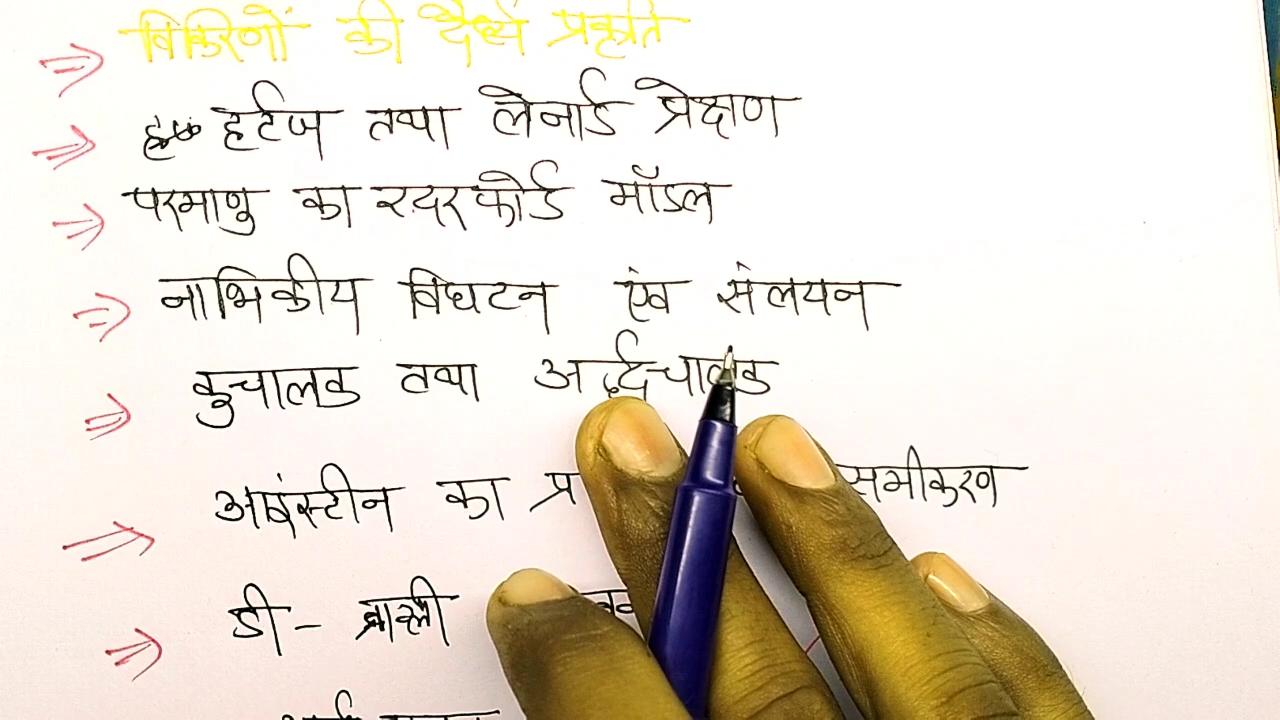 विकिरणों की द्वैध्य प्रकृति
हर्टज तथा लेनार्ड प्रेक्षण
परमाणु का रदरफोर्ड मॉडल
नाभिकीय विघटन एंव संलयन
कुचालक तथा अर्द्धचालक
आइंस्टीन का प्र समीकरण
डी - ब्राग्ली